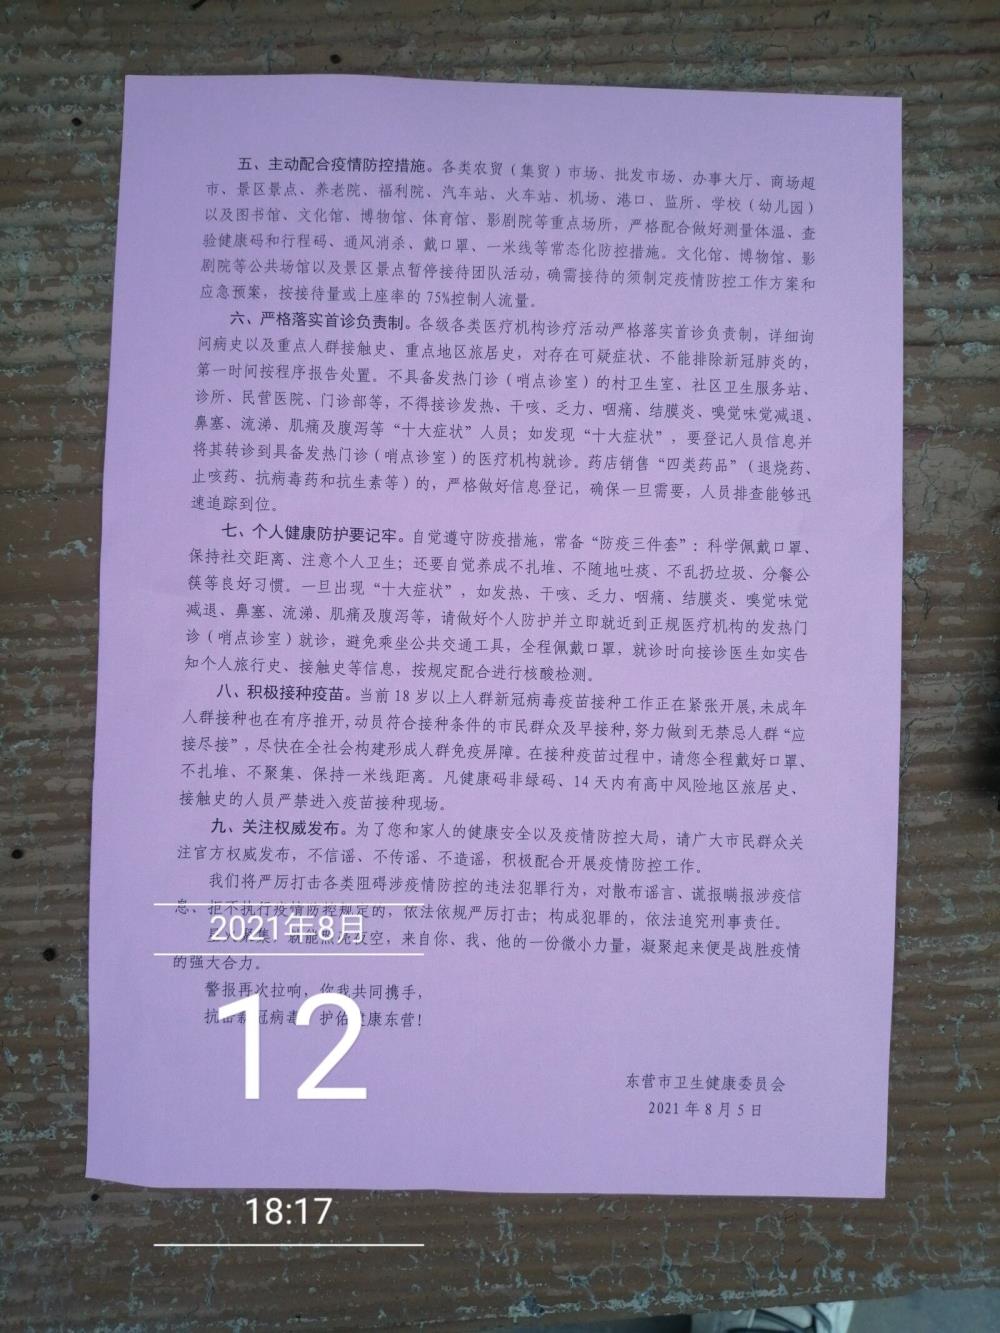 五、主动配合疫情防控措施。各类农贸（集贸）市场、批发市场、办事大厅、商场超
市、景区景点、养老院、福利院、汽车站、火车站、机场、港口、监所、学校（幼儿园）
以及图书馆、文化馆、博物馆、体育馆、影剧院等重点场所，严格配合做好测量体温、查
验健康码和行程码、通风消杀、戴口罩、一米线等常态化防控措施。文化馆、博物馆、影
剧院等公共场馆以及景区景点暂停接待团队活动，确需接待的须制定疫情防控工作方案和
应急预案，按接待量或上座率的 75%控制人流量。
六、严格落实首诊负责制。各级各类医疗机构诊疗活动严格落实首诊负责制，详细询
问病史以及重点人群接触史、重点地区旅居史，对存在可疑症状、不能排除新冠肺炎的，
第一时间按程序报告处置。不具备发热门诊（哨点诊室）的村卫生室、社区卫生服务站、
诊所、民营医院、门诊部等，不得接诊发热、干咳、乏力、咽痛、结膜炎、嗅觉味觉减退、
鼻塞、流涕、肌痛及腹泻等“十大症状”人员；如发现“十大症状”，要登记人员信息并
将其转诊到具备发热门诊（哨点诊室）的医疗机构就诊。药店销售“四类药品”（退烧药、
止咳药、抗病毒药和抗生素等）的，严格做好信息登记，确保一旦需要，人员排查能够迅
速追踪到位。
七、个人健康防护要记牢。自觉遵守防疫措施，常备“防疫三件套”：科学佩戴口罩、
保持社交距离、注意个人卫生；还要自觉养成不扎堆、不随地吐痰、不乱扔垃圾、分餐公
筷等良好习惯。一旦出现“十大症状”，如发热、干咳、乏力、咽痛、结膜炎、嗅觉味觉
减退、鼻塞、流涕、肌痛及腹泻等，请做好个人防护并立即就近到正规医疗机构的发热门
诊（哨点诊室）就诊，避免乘坐公共交通工具，全程佩戴口罩，就诊时向接诊医生如实告
知个人旅行史、接触史等信息，按规定配合进行核酸检测。
八、积极接种疫苗。当前 18 岁以上人群新冠病毒疫苗接种工作正在紧张开展，未成年
人群接种也在有序推开，动员符合接种条件的市民群众及早接种，努力做到无禁忌人群“应
接尽接”，尽快在全社会构建形成人群免疫屏障。在接种疫苗过程中，请您全程戴好口罩、
不扎堆、不聚集、保持一米线距离。凡健康码非绿码、14 天内有高中风险地区旅居史、
接触史的人员严禁进入疫苗接种现场。
九、关注权威发布。为了您和家人的健康安全以及疫情防控大局，请广大市民群众关
注官方权威发布，不信谣、不传谣、不造谣，积极配合开展疫情防控工作。
我们将严厉打击各类阻碍涉疫情防控的违法犯罪行为，对散布谣言、谎报瞒报涉疫信
息、拒不执行疫情防控规定的，依法依规严厉打击；构成犯罪的，依法追究刑事责任。
聚集，就能照亮夜空，来自你、我、他的一份微小力量，凝聚起来便是战胜疫情
的强大合力。
警报再次拉响，你我共同携手，
抗击新冠病毒，护佑健康东营！
东营市卫生健康委员会
2021 年 8 月 5 日
2021年8月
12
18:17